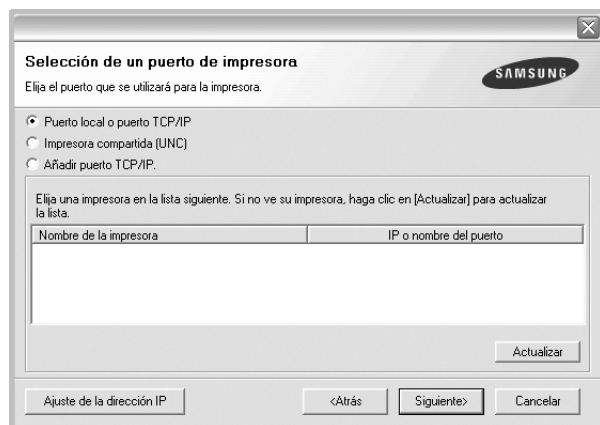 Selección de un puerto de impresora
Elija el puerto que se utilizará para la impresora.
SAMSUNG
Puerto local o puerto TCP/IP
Impresora compartida (UNC)
Añadir puerto TCP/IP.
Elija una impresora en la lista siguiente. Si no ve su impresora, haga clic en [Actualizar] para actualizar
la lista.
Nombre de la impresora IP o nombre del puerto
Actualizar
Ajuste de la dirección IP <Atrás Siguiente> Cancelar